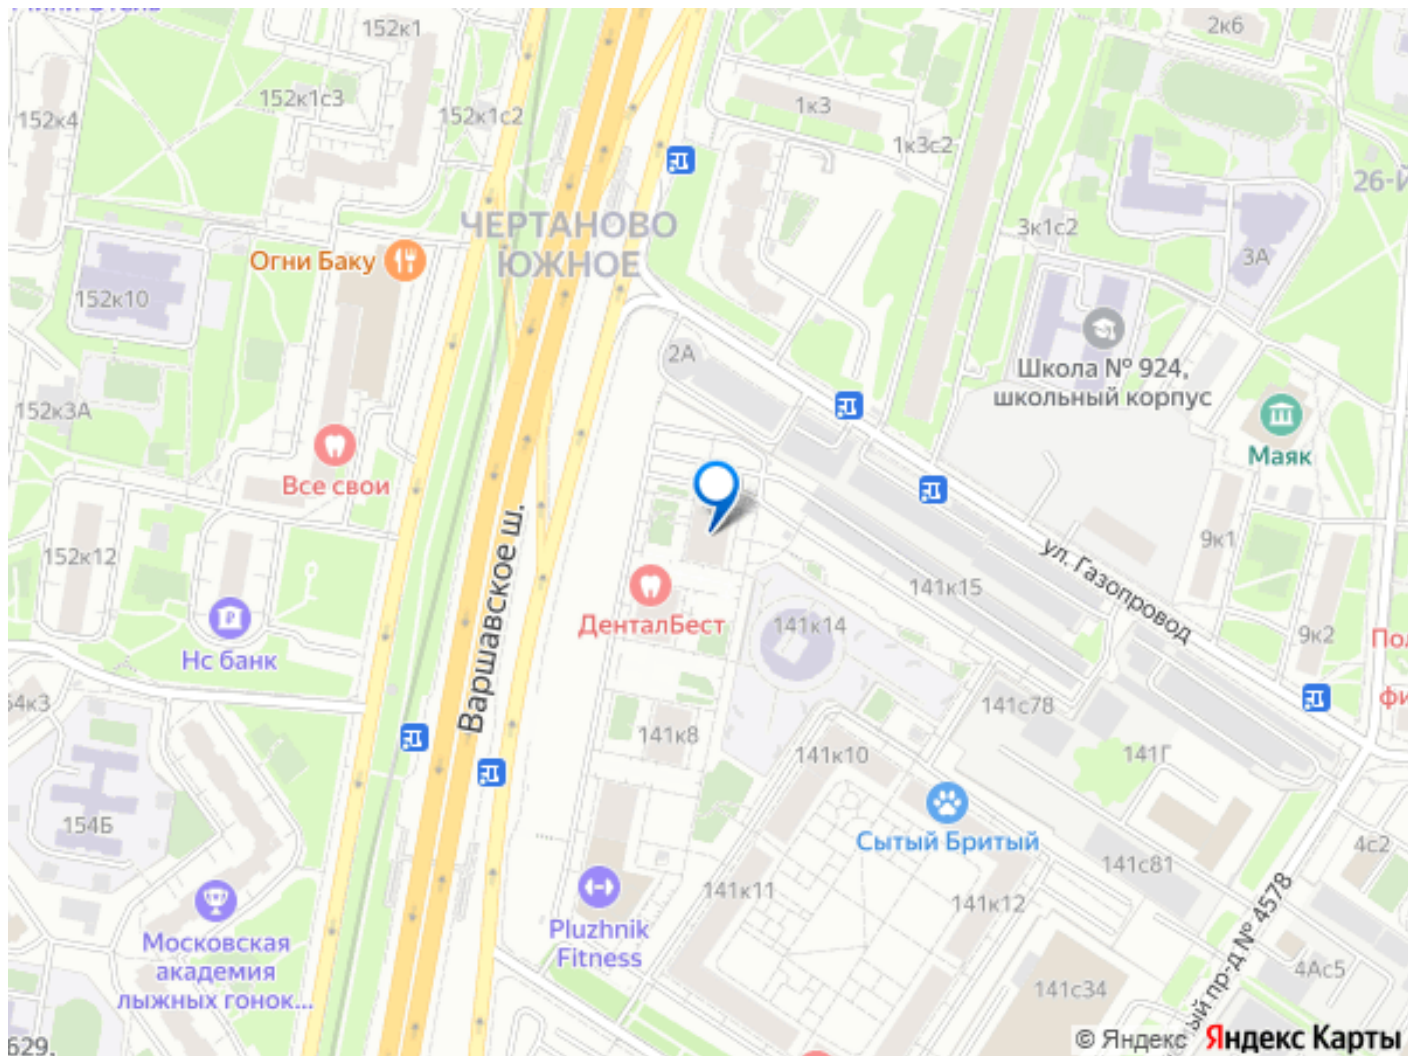 152к1
2к6
152к1с3
152к4
152к1с2
1к3
1к3с2
26-й
ЧЕРТАНОВО
ЮЖНОЕ
3к1с2
3А
Огни Баку
152к10
2А
Школа № 924,
школьный корпус
152к3А
Маяк
Все свои
Варшавское ш.
152к12
9к1
ул. Газопровод
141к15
ДенталБест
141к14
9к2
Нс банк
141с78
141к8
141к10
141Г
154Б
Сытый Бритый
4с2
141с81
141к11
141к12
Pluzhnik
Fitness
Московская
академия
лыжных гонок...
4Ас5
141с34
пр-д № 4578
629,
© Яндекс Яндекс Карты